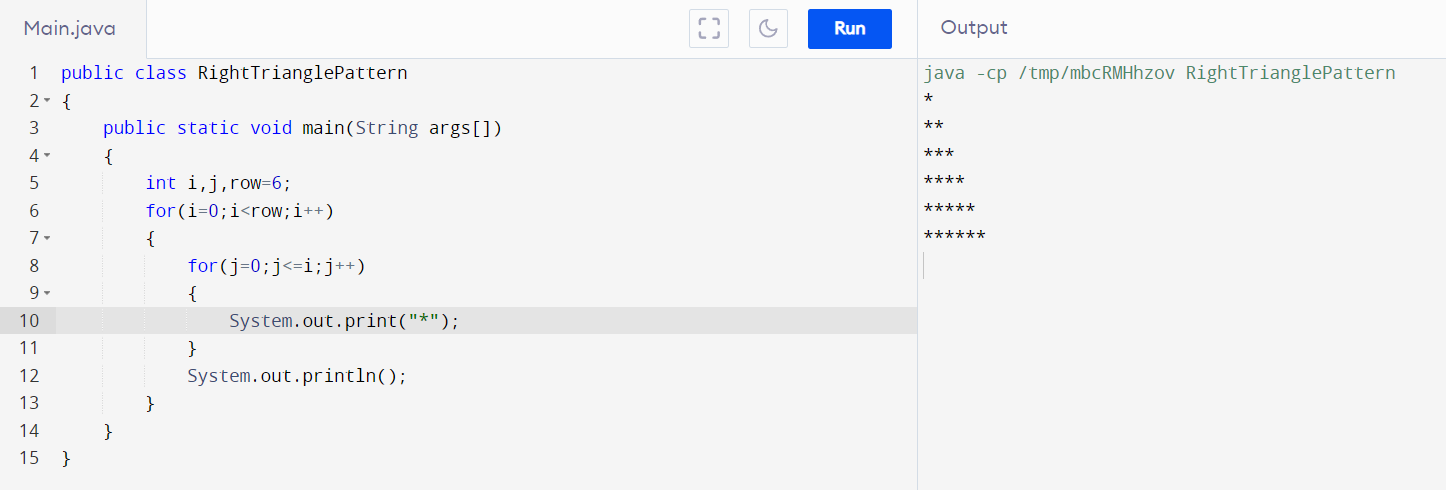 Main.java
Run
Output
1 public class RightTrianglePattern
2 {
3     public static void main(String args[])
4     {
5         int i,j,row=6;
6         for(i=0;i<row;i++)
7         {
8             for(j=0;j<=i;j++)
9             {
10                 System.out.print("*");
11             }
12             System.out.println();
13         }
14     }
15 }
java -cp /tmp/mbcRMHhzov RightTrianglePattern
*
**
***
****
*****
******